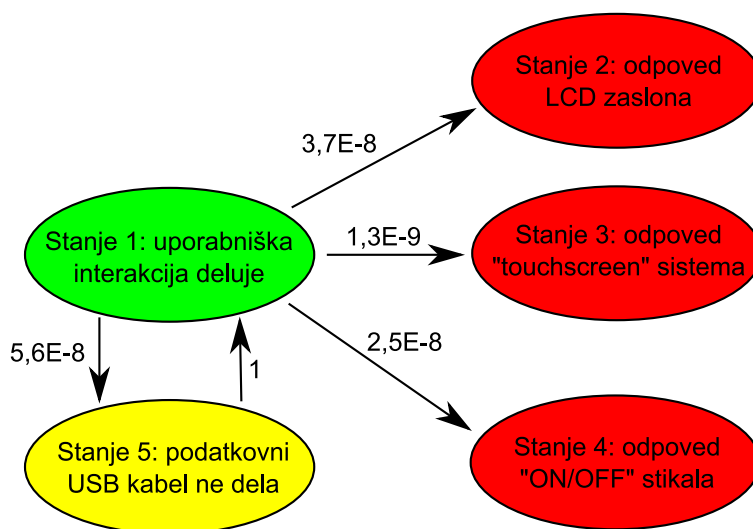 Stanje 2: odpoved
LCD zaslona
3,7E-8
Stanje 1: uporabniška
interakcija deluje
1,3E-9
Stanje 3: odpoved
"touchscreen" sistema
5,6E-8
1
2,5E-8
Stanje 5: podatkovni
USB kabel ne dela
Stanje 4: odpoved
"ON/OFF" stikala